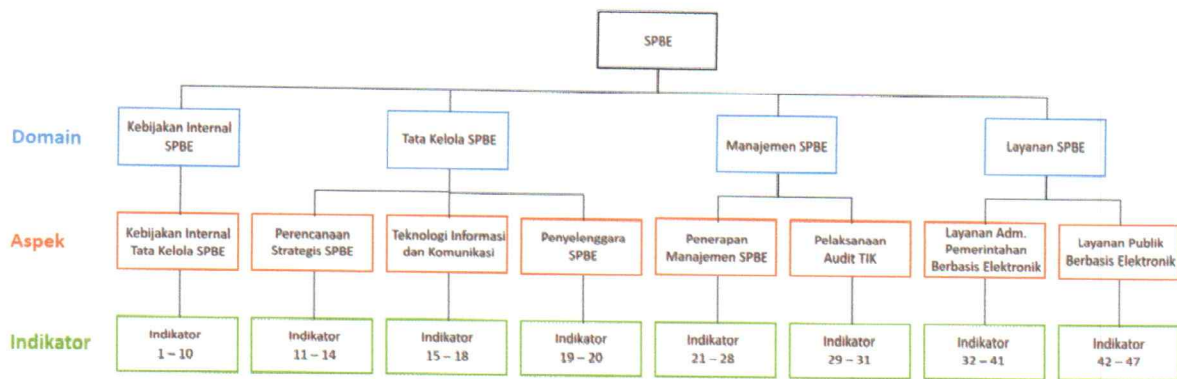 SPBE
Domain
Kebijakan Internal
SPBE
Tata Kelola SPBE
Manajemen SPBE
Layanan SPBE
Aspek
Kebijakan Internal
Tata Kelola SPBE
Perencanaan
Strategis SPBE
Teknologi Informasi
dan Komunikasi
Penyelenggara
SPBE
Penerapan
Manajemen SPBE
Pelaksanaan
Audit TIK
Layanan Adm.
Pemerintahan
Berbasis Elektronik
Layanan Publik
Berbasis Elektronik
Indikator
Indikator
1 – 10
Indikator
11 – 14
Indikator
15 – 18
Indikator
19 – 20
Indikator
21 – 28
Indikator
29 – 31
Indikator
32 – 41
Indikator
42 – 47